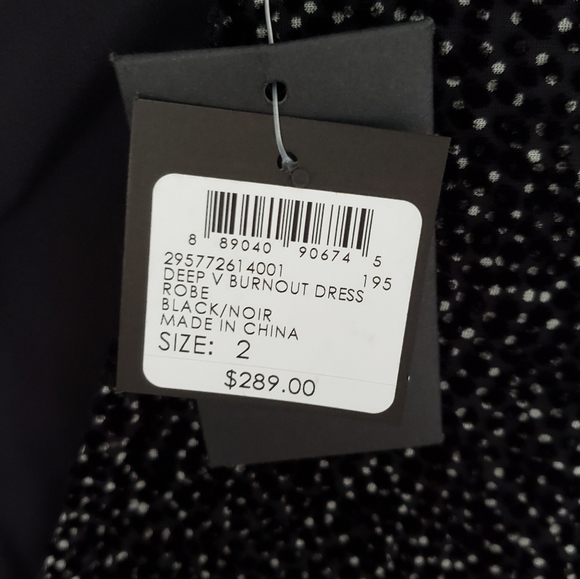 8 89040 90674 5
295772614001 195
DEEP V BURNOUT DRESS
ROBE
BLACK/NOIR
MADE IN CHINA
SIZE: 2
$289.00